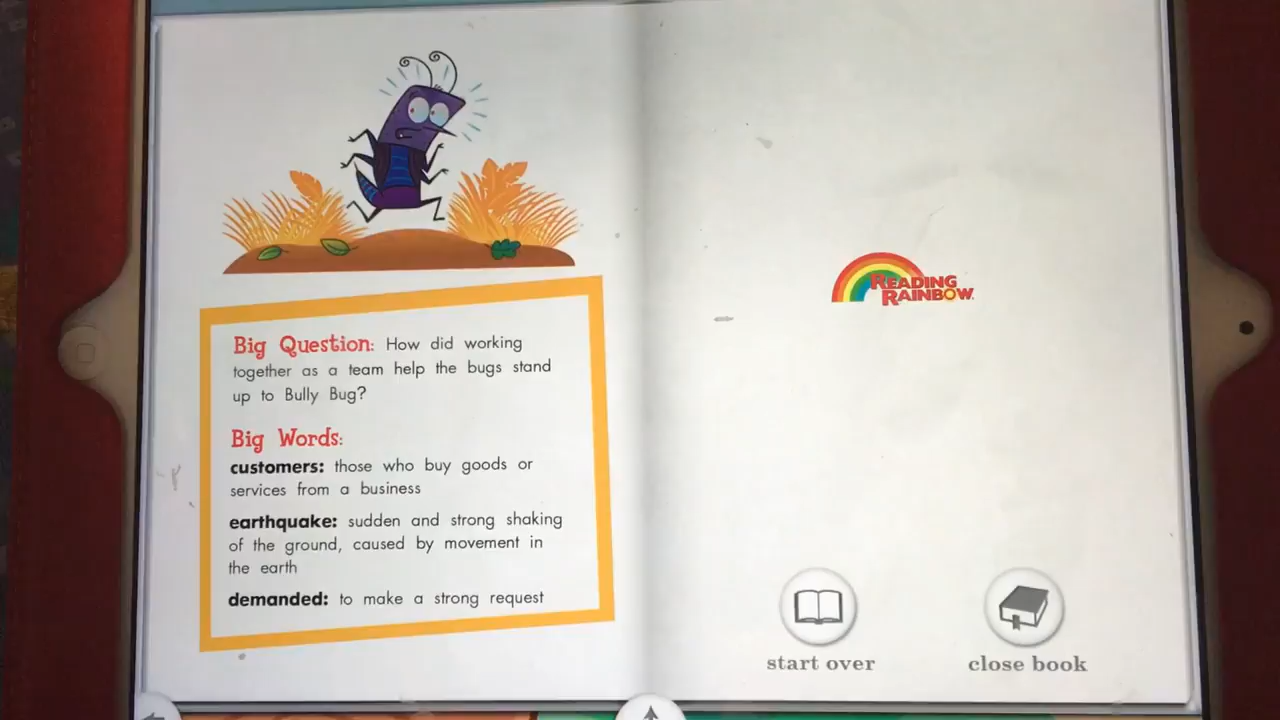 Big Question: How did working
together as a team help the bugs stand
up to Bully Bug?
Big Words:
customers: those who buy goods or
services from a business
earthquake: sudden and strong shaking
of the ground, caused by movement in
the earth
demanded: to make a strong request
READING
RAINBOW
start over
close book